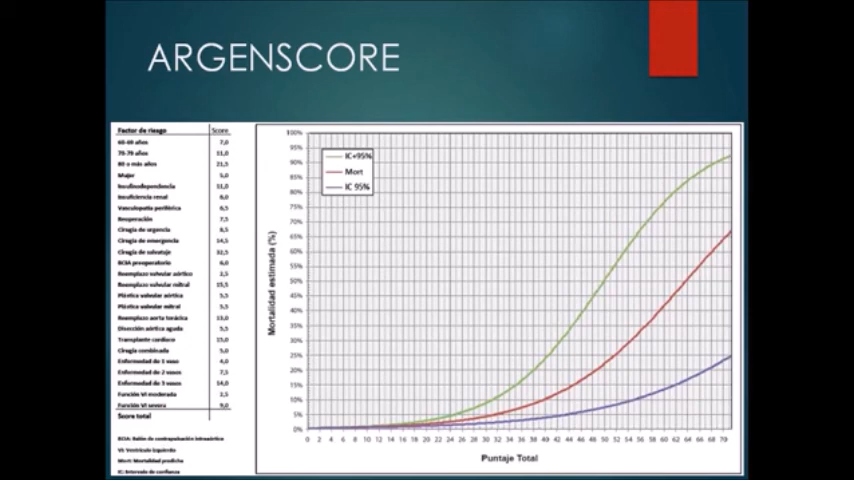 ARGENSCORE
Factor de riesgo Score
60-69 años 7,0
70-79 años 11,0
80 o más años 21,5
Mujer 5,0
Insulinodependencia 11,0
Insuficiencia renal 6,0
Vasculopatía periférica 6,5
Reoperación 7,5
Cirugía de urgencia 8,5
Cirugía de emergencia 14,5
Cirugía de salvataje 32,5
BCIA preoperatorio 6,0
Reemplazo valvular aórtico 2,5
Reemplazo valvular mitral 15,5
Plástica valvular aórtica 5,5
Plástica valvular mitral 5,5
Reemplazo aorta torácica 13,0
Disección aórtica aguda 5,5
Transplante cardíaco 15,0
Cirugía combinada 5,0
Enfermedad de 1 vaso 4,0
Enfermedad de 2 vasos 7,5
Enfermedad de 3 vasos 14,0
Función VI moderada 2,5
Función VI severa 9,0
Score total
BCIA: Balón de contrapulsación intraaórtico
VI: Ventrículo izquierdo
Mort: Mortalidad predicha
IC: Intervalo de confianza
Mortalidad estimada (%)
100%
95%
90%
85%
80%
75%
70%
65%
60%
55%
50%
45%
40%
35%
30%
25%
20%
15%
10%
5%
0%
IC+95%
Mort
IC 95%
0 2 4 6 8 10 12 14 16 18 20 22 24 26 28 30 32 34 36 38 40 42 44 46 48 50 52 54 56 58 60 62 64 66 68 70
Puntaje Total